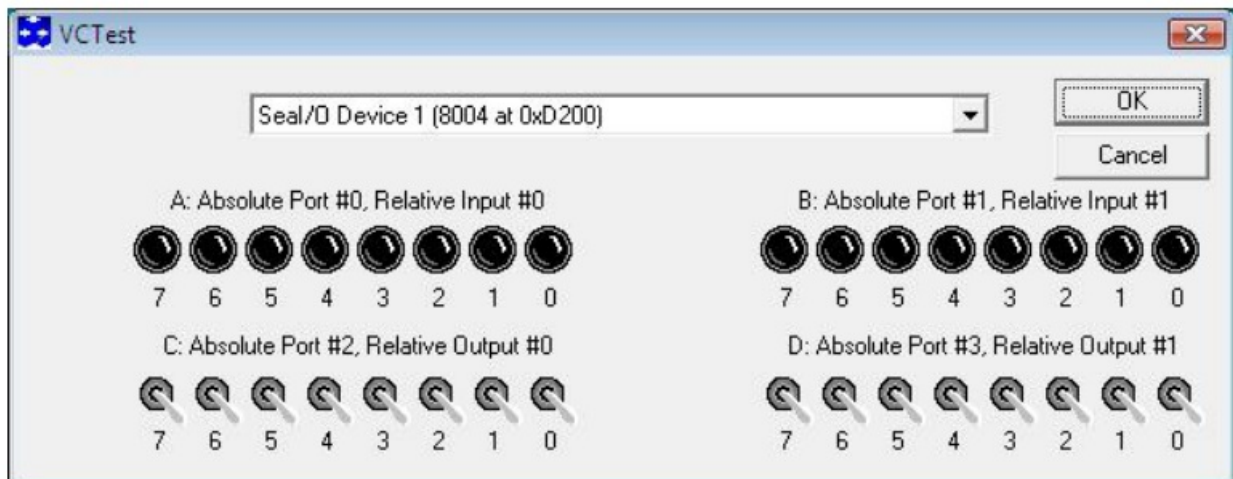 VCTest
SeaI/O Device 1 (8004 at 0xD200)
OK
Cancel
A: Absolute Port #0, Relative Input #0
B: Absolute Port #1, Relative Input #1
7 6 5 4 3 2 1 0
7 6 5 4 3 2 1 0
C: Absolute Port #2, Relative Output #0
D: Absolute Port #3, Relative Output #1
7 6 5 4 3 2 1 0
7 6 5 4 3 2 1 0